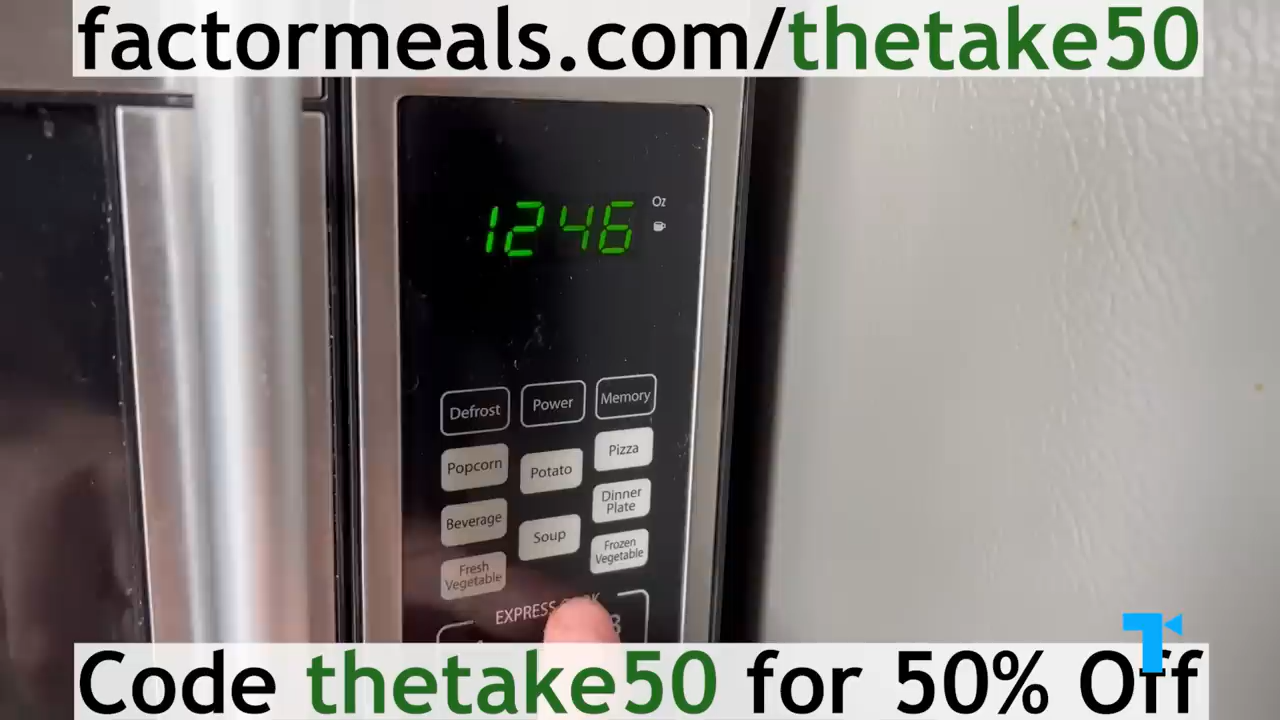 factormeals.com/thetake50
1246
Oz
Defrost Power Memory
Popcorn Potato Pizza
Beverage Soup Dinner Plate
Fresh Vegetable Frozen Vegetable
EXPRESS
Code thetake50 for 50% Off